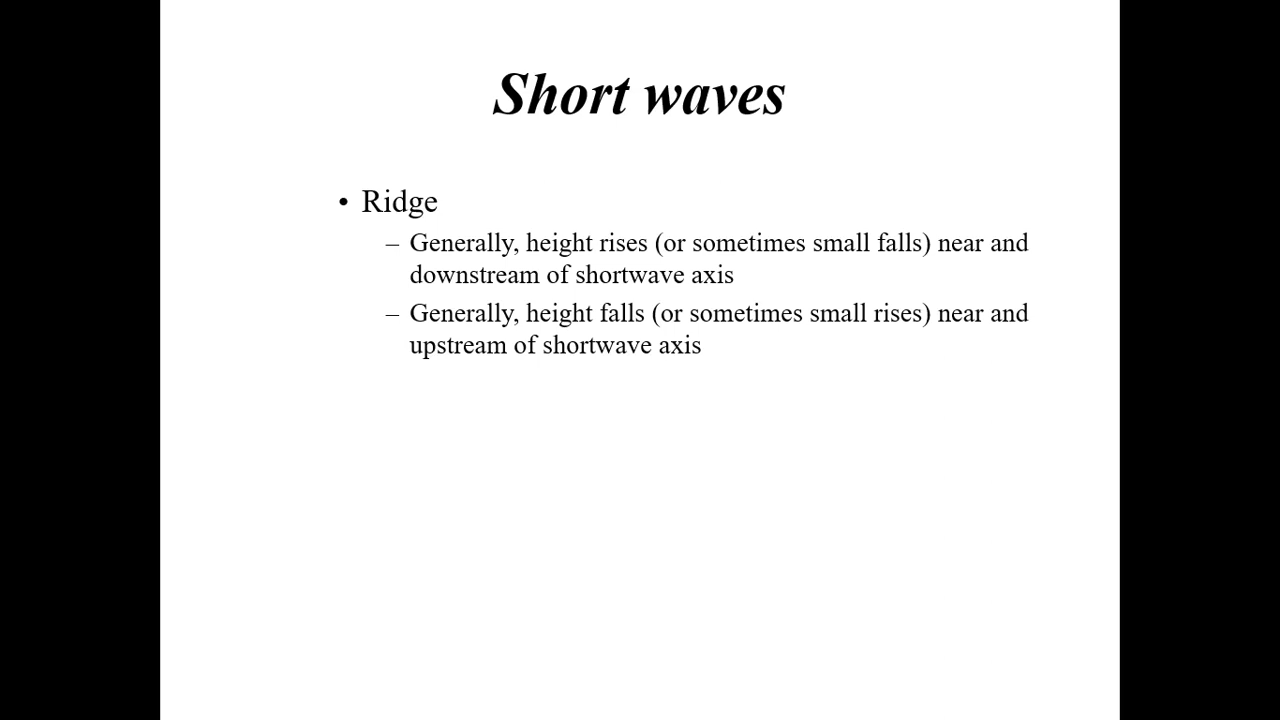 Short waves
• Ridge
– Generally, height rises (or sometimes small falls) near and
downstream of shortwave axis
– Generally, height falls (or sometimes small rises) near and
upstream of shortwave axis